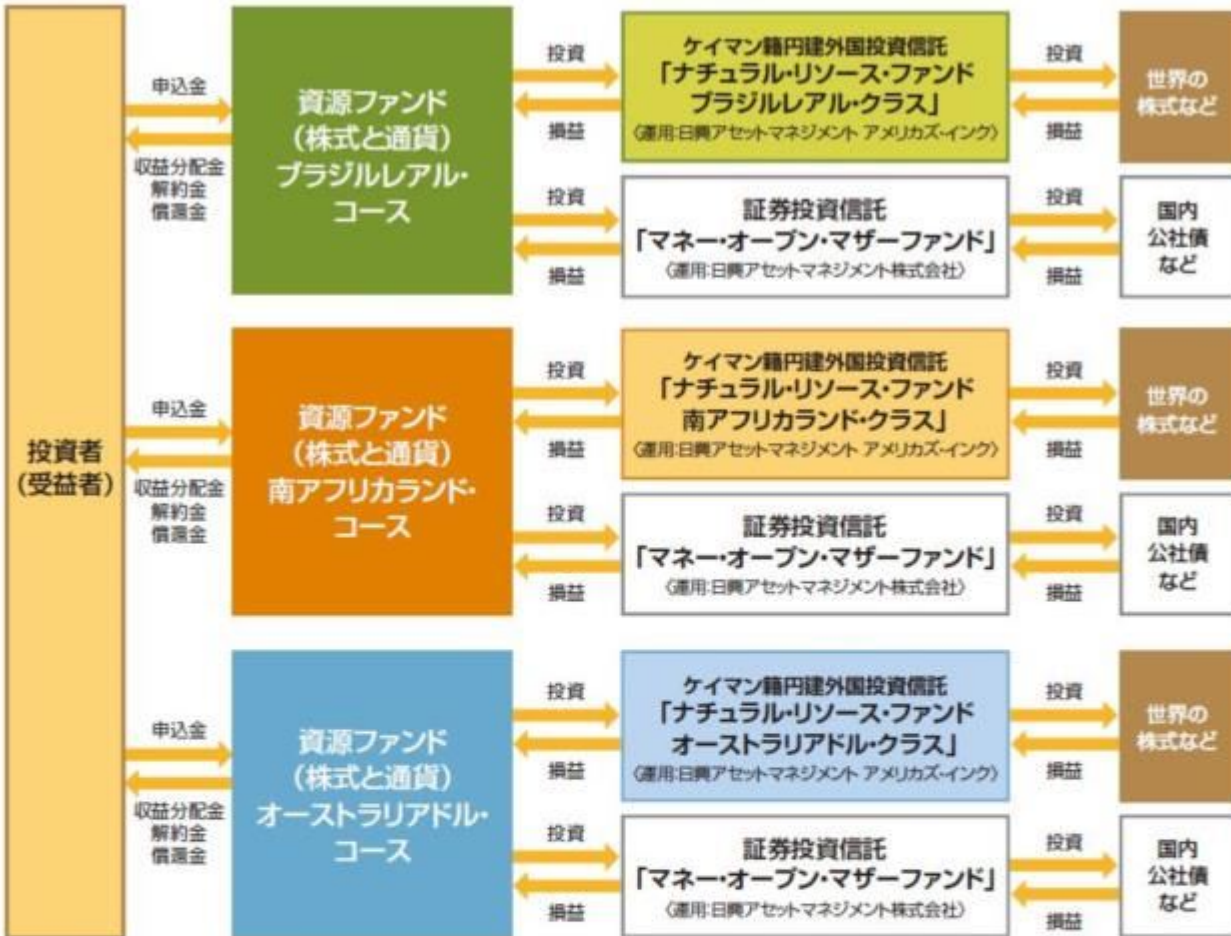 投資者
(受益者)
申込金
収益分配金
解約金
償還金
資源ファンド
(株式と通貨)
ブラジルレアル・
コース
投資
損益
ケイマン籍円建外国投資信託
「ナチュラル・リソース・ファンド
ブラジルレアル・クラス」
〈運用:日興アセットマネジメント アメリカズ・インク〉
投資
損益
世界の
株式など
投資
損益
証券投資信託
「マネー・オープン・マザーファンド」
〈運用:日興アセットマネジメント株式会社〉
投資
損益
国内
公社債
など
申込金
収益分配金
解約金
償還金
資源ファンド
(株式と通貨)
南アフリカランド・
コース
投資
損益
ケイマン籍円建外国投資信託
「ナチュラル・リソース・ファンド
南アフリカランド・クラス」
〈運用:日興アセットマネジメント アメリカズ・インク〉
投資
損益
世界の
株式など
投資
損益
証券投資信託
「マネー・オープン・マザーファンド」
〈運用:日興アセットマネジメント株式会社〉
投資
損益
国内
公社債
など
申込金
収益分配金
解約金
償還金
資源ファンド
(株式と通貨)
オーストラリアドル・
コース
投資
損益
ケイマン籍円建外国投資信託
「ナチュラル・リソース・ファンド
オーストラリアドル・クラス」
〈運用:日興アセットマネジメント アメリカズ・インク〉
投資
損益
世界の
株式など
投資
損益
証券投資信託
「マネー・オープン・マザーファンド」
〈運用:日興アセットマネジメント株式会社〉
投資
損益
国内
公社債
など